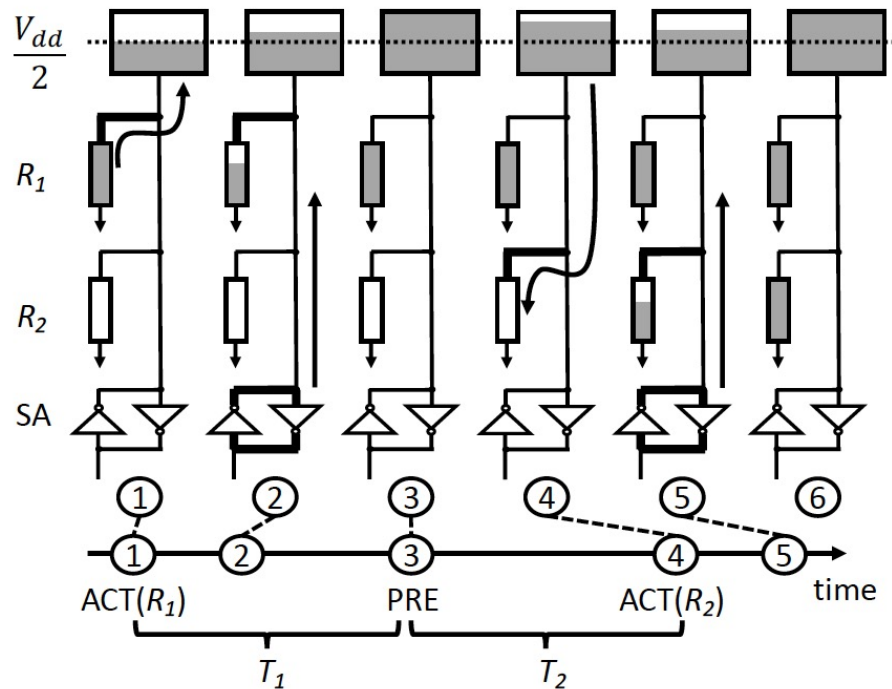 V_dd/2
R_1
R_2
SA
1 2 3 4 5 6
1 2 3 4 5 time
ACT(R_1) PRE ACT(R_2)
T_1 T_2